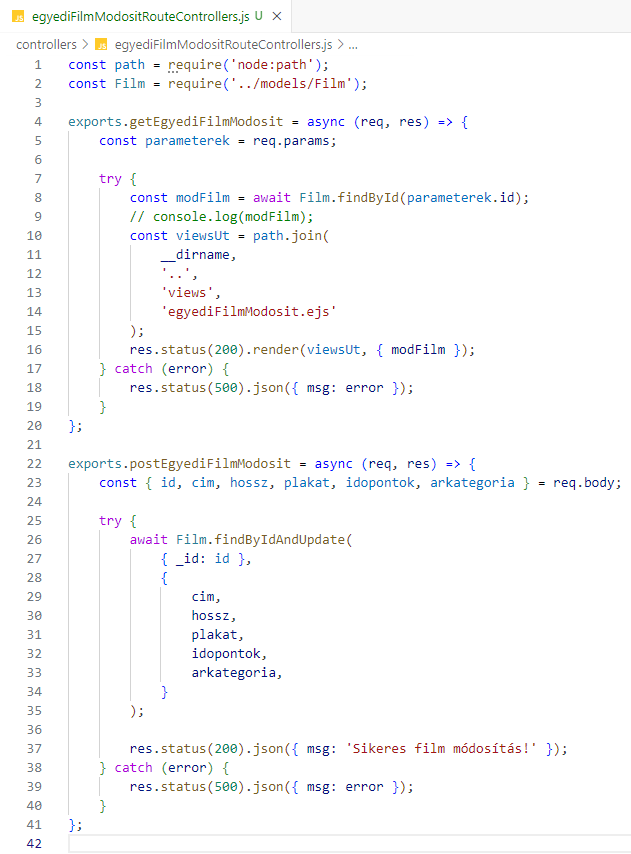 JS egyediFilmModositRouteControllers.js U ×
controllers > JS egyediFilmModositRouteControllers.js > ...
1 const path = require('node:path');
2 const Film = require('../models/Film');
3
4 exports.getEgyediFilmModosit = async (req, res) => {
5     const parameterek = req.params;
6
7     try {
8         const modFilm = await Film.findById(parameterek.id);
9         // console.log(modFilm);
10         const viewsUt = path.join(
11             __dirname,
12             '..',
13             'views',
14             'egyediFilmModosit.ejs'
15         );
16         res.status(200).render(viewsUt, { modFilm });
17     } catch (error) {
18         res.status(500).json({ msg: error });
19     }
20 };
21
22 exports.postEgyediFilmModosit = async (req, res) => {
23     const { id, cim, hossz, plakat, idopontok, arkategoria } = req.body;
24
25     try {
26         await Film.findByIdAndUpdate(
27             { _id: id },
28             {
29                 cim,
30                 hossz,
31                 plakat,
32                 idopontok,
33                 arkategoria,
34             }
35         );
36
37         res.status(200).json({ msg: 'Sikeres film módosítás!' });
38     } catch (error) {
39         res.status(500).json({ msg: error });
40     }
41 };
42